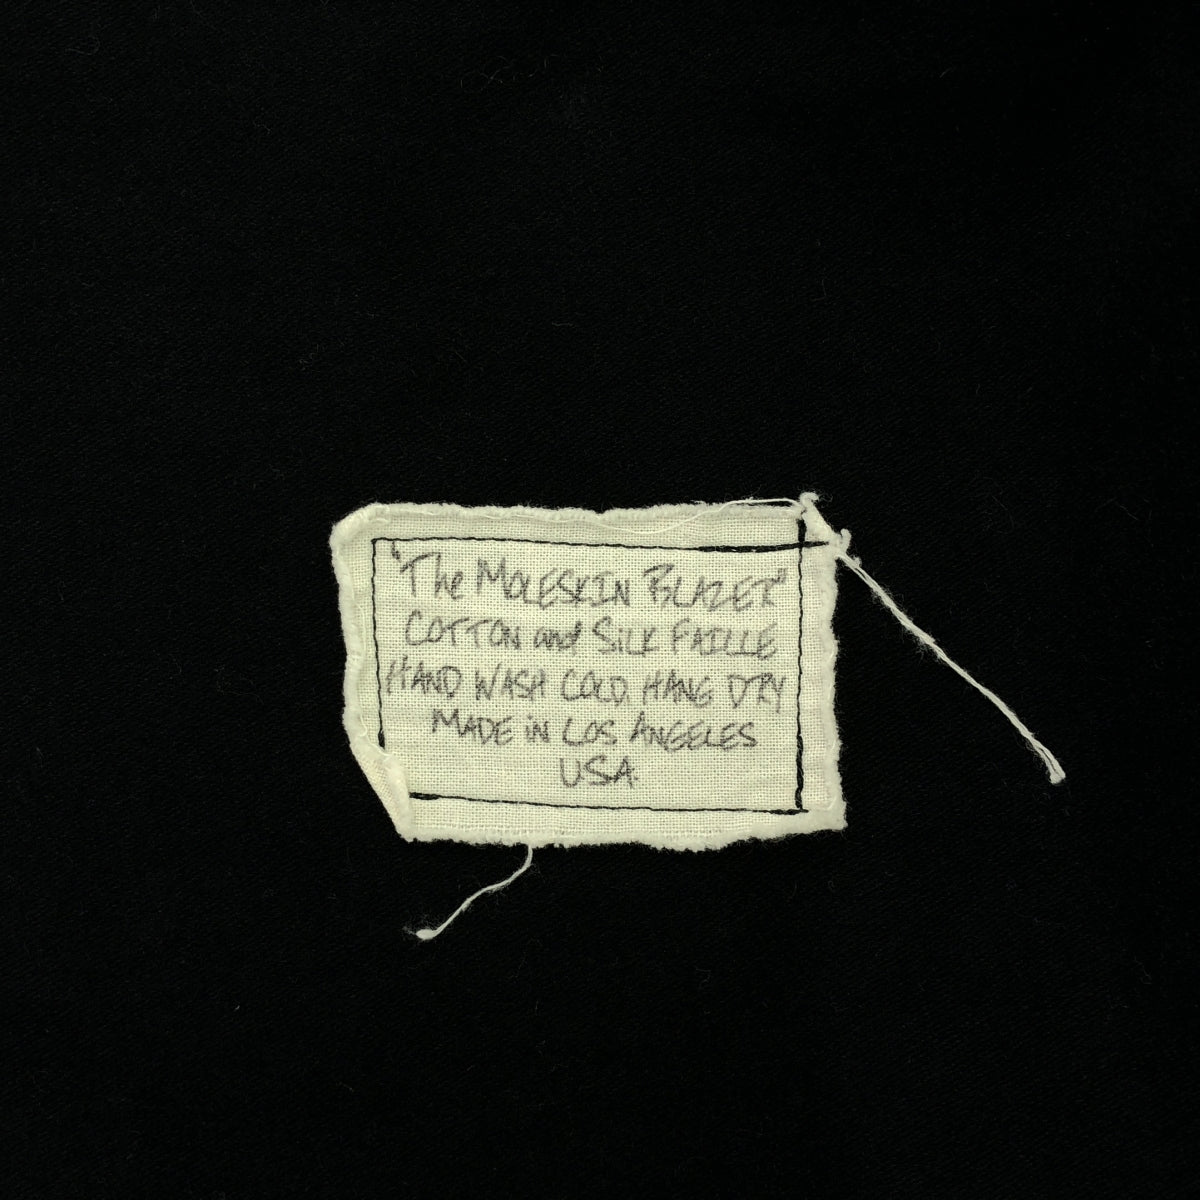 "The MOLESKIN BLAZER"
COTTON and SILK FAILLE
HAND WASH COLD. HANG DRY
MADE iN LOS ANGELES
USA.